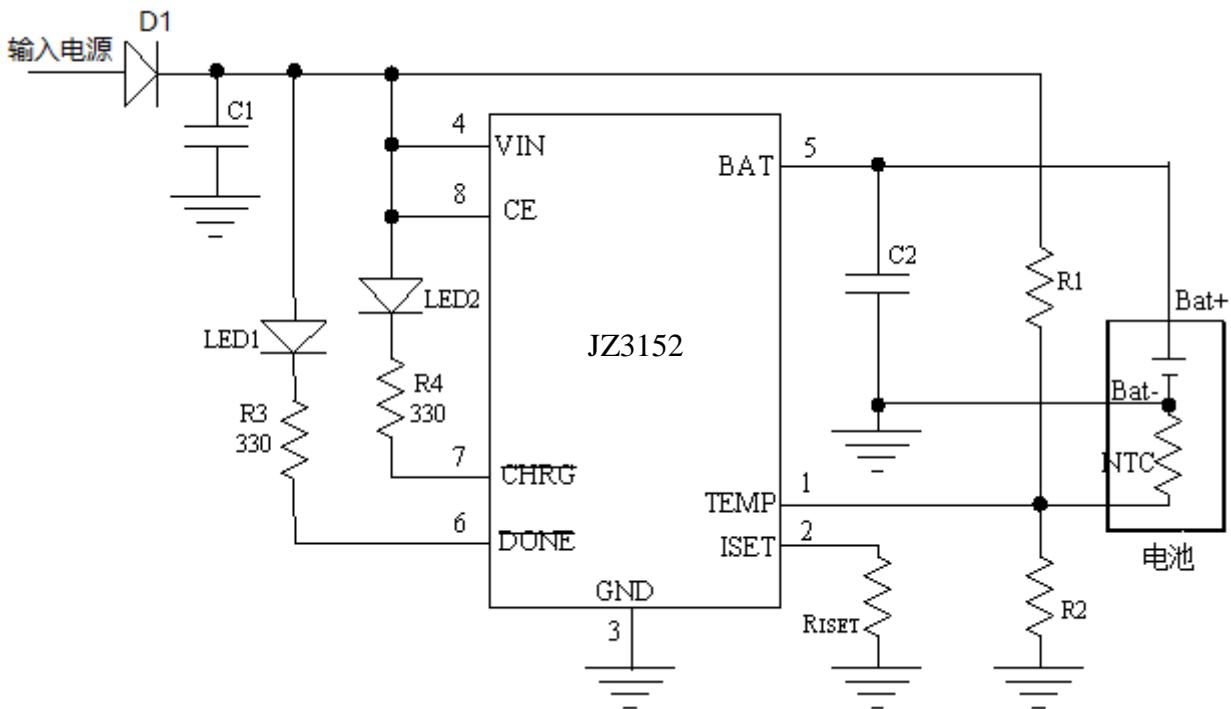 D1
输入电源
C1
4
VIN
BAT
5
8
CE
C2
R1
LED2
LED1
JZ3152
Bat+
Bat-
R4
330
R3
330
7
CHRG
NTC
TEMP
1
6
DONE
ISET
2
电池
GND
3
RISET
R2